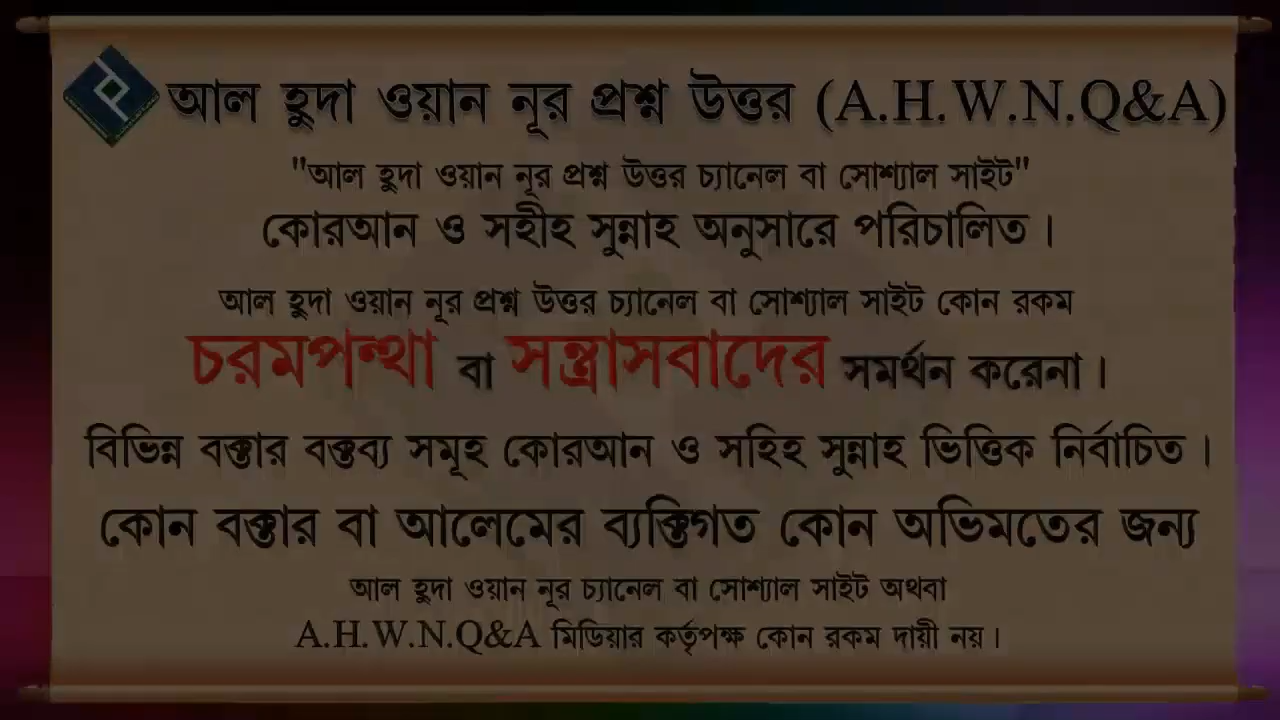 আল হুদা ওয়ান নূর প্রশ্ন উত্তর (A.H.W.N.Q&A)
"আল হুদা ওয়ান নূর প্রশ্ন উত্তর চ্যানেল বা সোশ্যাল সাইট"
কোরআন ও সহীহ সুন্নাহ অনুসারে পরিচালিত।
আল হুদা ওয়ান নূর প্রশ্ন উত্তর চ্যানেল বা সোশ্যাল সাইট কোন রকম
চরমপন্থা বা সন্ত্রাসবাদের সমর্থন করেনা।
বিভিন্ন বক্তার বক্তব্য সমূহ কোরআন ও সহিহ সুন্নাহ ভিত্তিক নির্বাচিত।
কোন বক্তার বা আলেমের ব্যক্তিগত কোন অভিমতের জন্য
আল হুদা ওয়ান নূর চ্যানেল বা সোশ্যাল সাইট অথবা
A.H.W.N.Q&A মিডিয়ার কর্তৃপক্ষ কোন রকম দায়ী নয়।